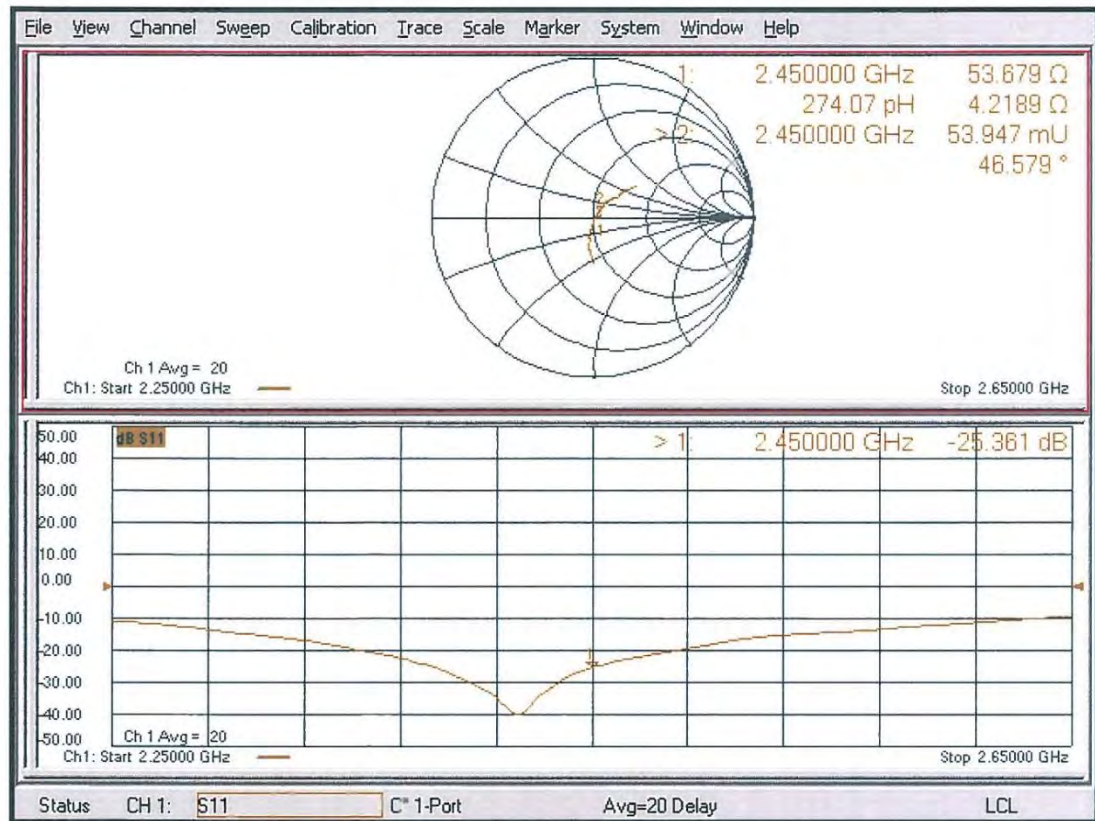 File View Channel Sweep Calibration Trace Scale Marker System Window Help
1: 2.450000 GHz 53.679 Ω
274.07 pH 4.2189 Ω
> 2: 2.450000 GHz 53.947 mU
46.579 °
Ch 1 Avg = 20
Ch1: Start 2.25000 GHz
Stop 2.65000 GHz
50.00 dB S11 > 1: 2.450000 GHz -25.361 dB
40.00
30.00
20.00
10.00
0.00
-10.00
-20.00
-30.00
-40.00
-50.00
Ch 1 Avg = 20
Ch1: Start 2.25000 GHz
Stop 2.65000 GHz
Status CH 1: S11 C* 1-Port Avg=20 Delay LCL